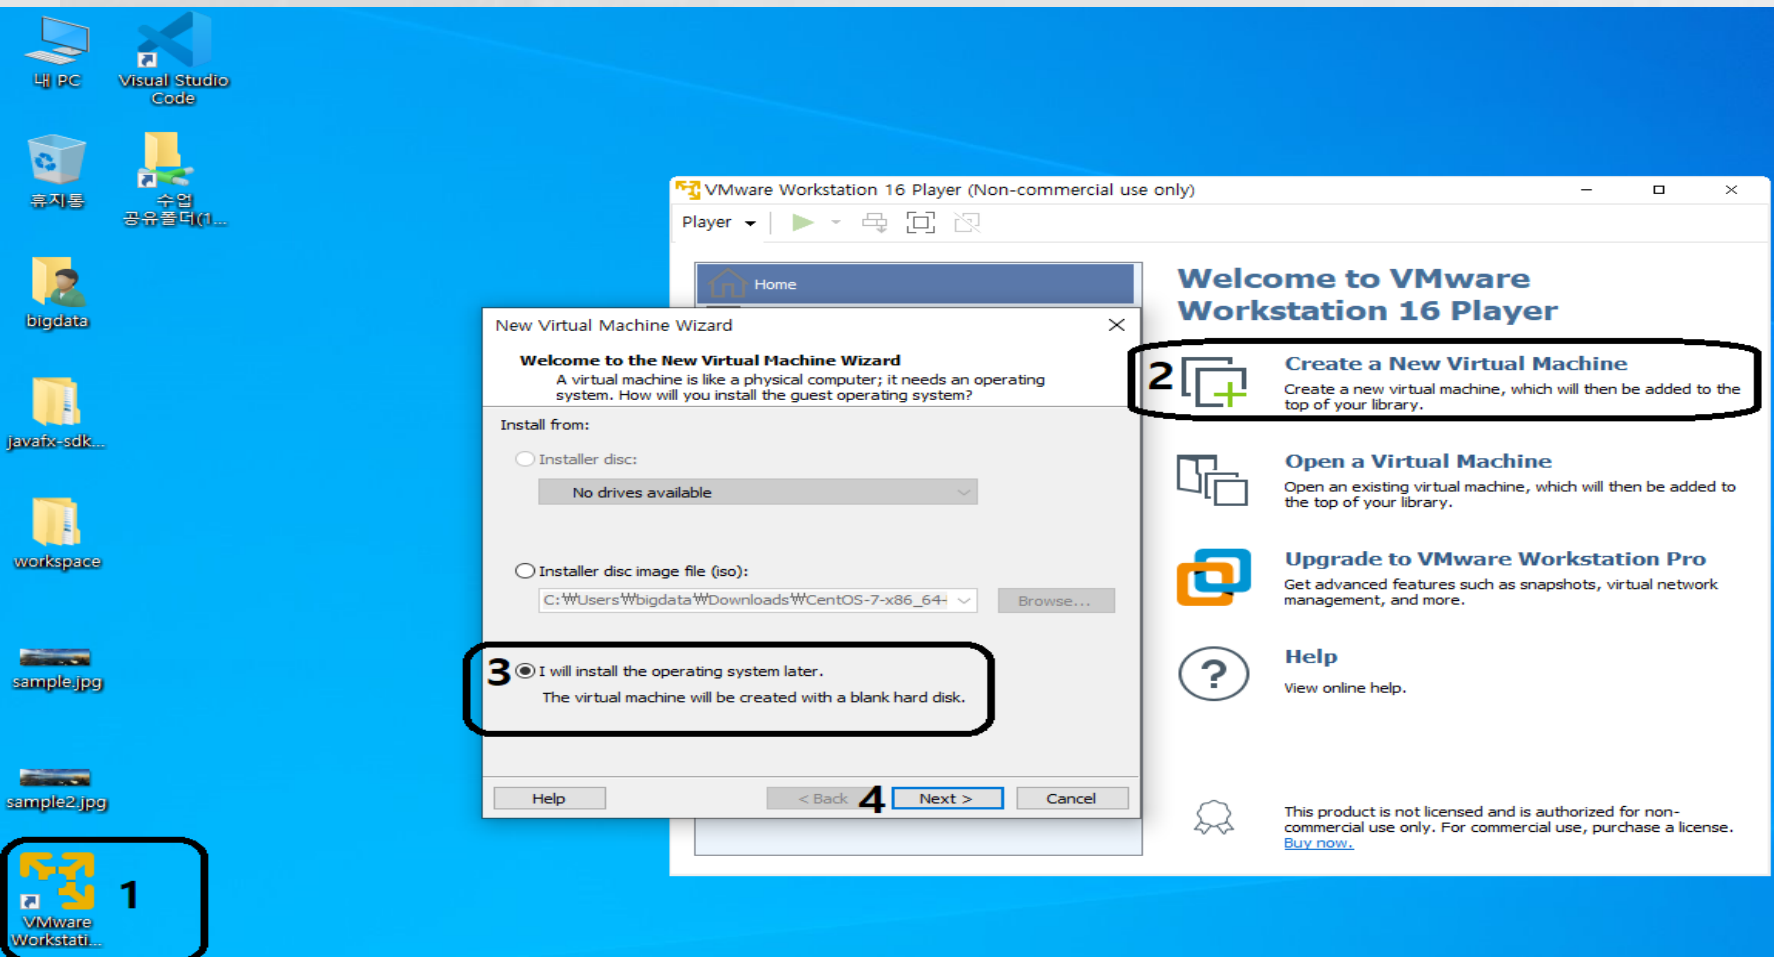 내 PC
Visual Studio
Code
휴지통
수업
공유폴더(1...
bigdata
javafx-sdk...
workspace
sample.jpg
sample2.jpg
VMware
Workstati...
1
VMware Workstation 16 Player (Non-commercial use only)
Player
Home
New Virtual Machine Wizard
Welcome to the New Virtual Machine Wizard
A virtual machine is like a physical computer; it needs an operating
system. How will you install the guest operating system?
Install from:
Installer disc:
No drives available
Installer disc image file (iso):
C:₩Users₩bigdata₩Downloads₩CentOS-7-x86_64-
Browse...
3
I will install the operating system later.
The virtual machine will be created with a blank hard disk.
Help
< Back
4
Next >
Cancel
Welcome to VMware
Workstation 16 Player
2
Create a New Virtual Machine
Create a new virtual machine, which will then be added to the
top of your library.
Open a Virtual Machine
Open an existing virtual machine, which will then be added to
the top of your library.
Upgrade to VMware Workstation Pro
Get advanced features such as snapshots, virtual network
management, and more.
?
Help
View online help.
This product is not licensed and is authorized for non-
commercial use only. For commercial use, purchase a license.
Buy now.